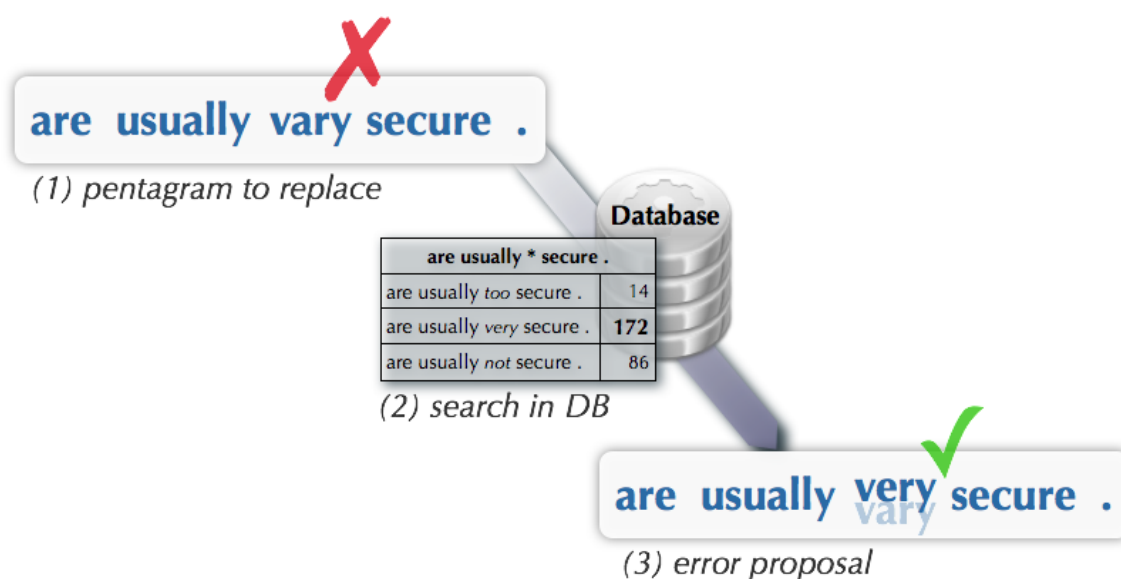 are usually vary secure .
(1) pentagram to replace
Database
are usually * secure .
are usually too secure . 14
are usually very secure . 172
are usually not secure . 86
(2) search in DB
are usually very secure .
vary
(3) error proposal